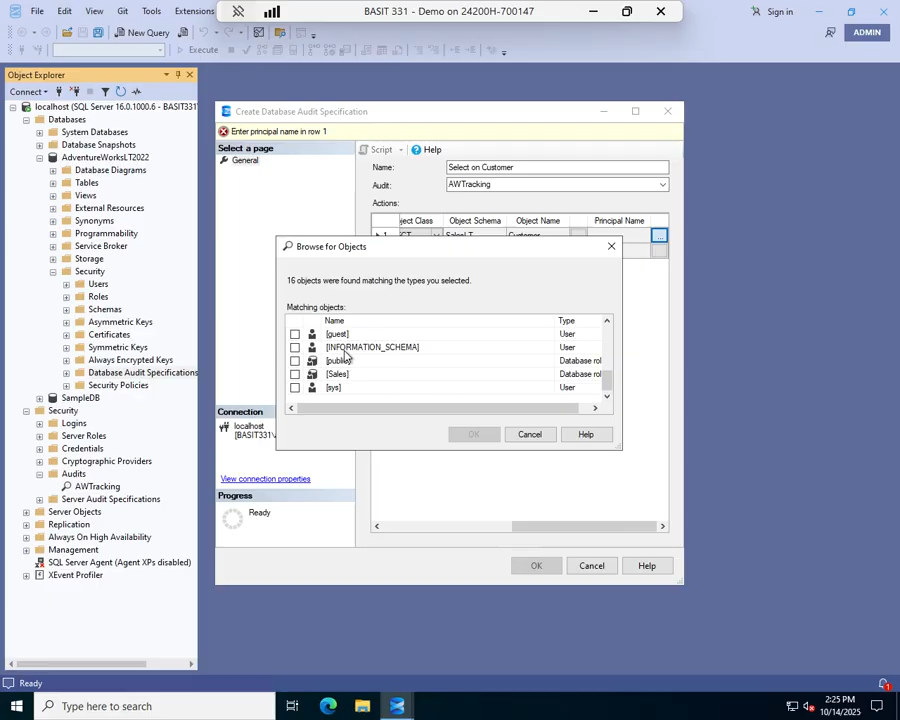 File Edit View Git Tools Extensions
BASIT 331 - Demo on 24200H-700147
Sign in
New Query
ADMIN
Execute
Object Explorer
Connect
localhost (SQL Server 16.0.1000.6 - BASIT331\
Databases
System Databases
Database Snapshots
AdventureWorksLT2022
Database Diagrams
Tables
Views
External Resources
Synonyms
Programmability
Service Broker
Storage
Security
Users
Roles
Schemas
Asymmetric Keys
Certificates
Symmetric Keys
Always Encrypted Keys
Database Audit Specifications
Security Policies
SampleDB
Security
Logins
Server Roles
Credentials
Cryptographic Providers
Audits
AWTracking
Server Audit Specifications
Server Objects
Replication
Always On High Availability
Management
SQL Server Agent (Agent XPs disabled)
XEvent Profiler
Create Database Audit Specification
Enter principal name in row 1
Select a page
General
Script
Help
Name: Select on Customer
Audit: AWTracking
Actions:
ject Class Object Schema Object Name Principal Name
1 CT SalesLT Customer ...
Browse for Objects
16 objects were found matching the types you selected.
Matching objects:
Name Type
[guest] User
[INFORMATION_SCHEMA] User
[public] Database rol
[Sales] Database rol
[sys] User
OK Cancel Help
Connection
localhost
[BASIT331\
View connection properties
Progress
Ready
OK Cancel Help
Ready
1
Type here to search
2:25 PM
10/14/2025